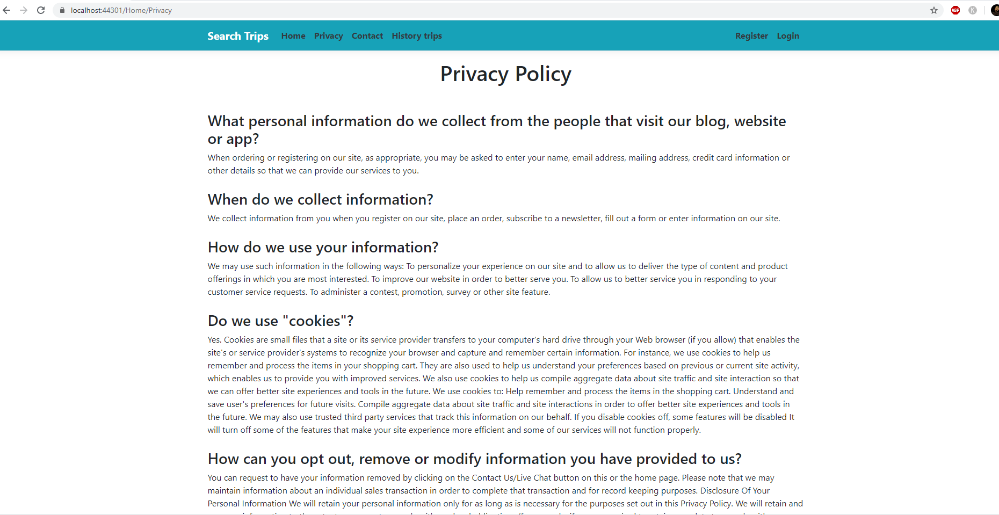 localhost:44301/Home/Privacy
ABP
K
Search Trips Home Privacy Contact History trips Register Login
Privacy Policy
What personal information do we collect from the people that visit our blog, website
or app?
When ordering or registering on our site, as appropriate, you may be asked to enter your name, email address, mailing address, credit card information or
other details so that we can provide our services to you.
When do we collect information?
We collect information from you when you register on our site, place an order, subscribe to a newsletter, fill out a form or enter information on our site.
How do we use your information?
We may use such information in the following ways: To personalize your experience on our site and to allow us to deliver the type of content and product
offerings in which you are most interested. To improve our website in order to better serve you. To allow us to better service you in responding to your
customer service requests. To administer a contest, promotion, survey or other site feature.
Do we use "cookies"?
Yes. Cookies are small files that a site or its service provider transfers to your computer's hard drive through your Web browser (if you allow) that enables the
site's or service provider's systems to recognize your browser and capture and remember certain information. For instance, we use cookies to help us
remember and process the items in your shopping cart. They are also used to help us understand your preferences based on previous or current site activity,
which enables us to provide you with improved services. We also use cookies to help us compile aggregate data about site traffic and site interaction so that
we can offer better site experiences and tools in the future. We use cookies to: Help remember and process the items in the shopping cart. Understand and
save user's preferences for future visits. Compile aggregate data about site traffic and site interactions in order to offer better site experiences and tools in
the future. We may also use trusted third party services that track this information on our behalf. If you disable cookies off, some features will be disabled It
will turn off some of the features that make your site experience more efficient and some of our services will not function properly.
How can you opt out, remove or modify information you have provided to us?
You can request to have your information removed by clicking on the Contact Us/Live Chat button on this or the home page. Please note that we may
maintain information about an individual sales transaction in order to complete that transaction and for record keeping purposes. Disclosure Of Your
Personal Information We will retain your personal information only for as long as is necessary for the purposes set out in this Privacy Policy. We will retain and